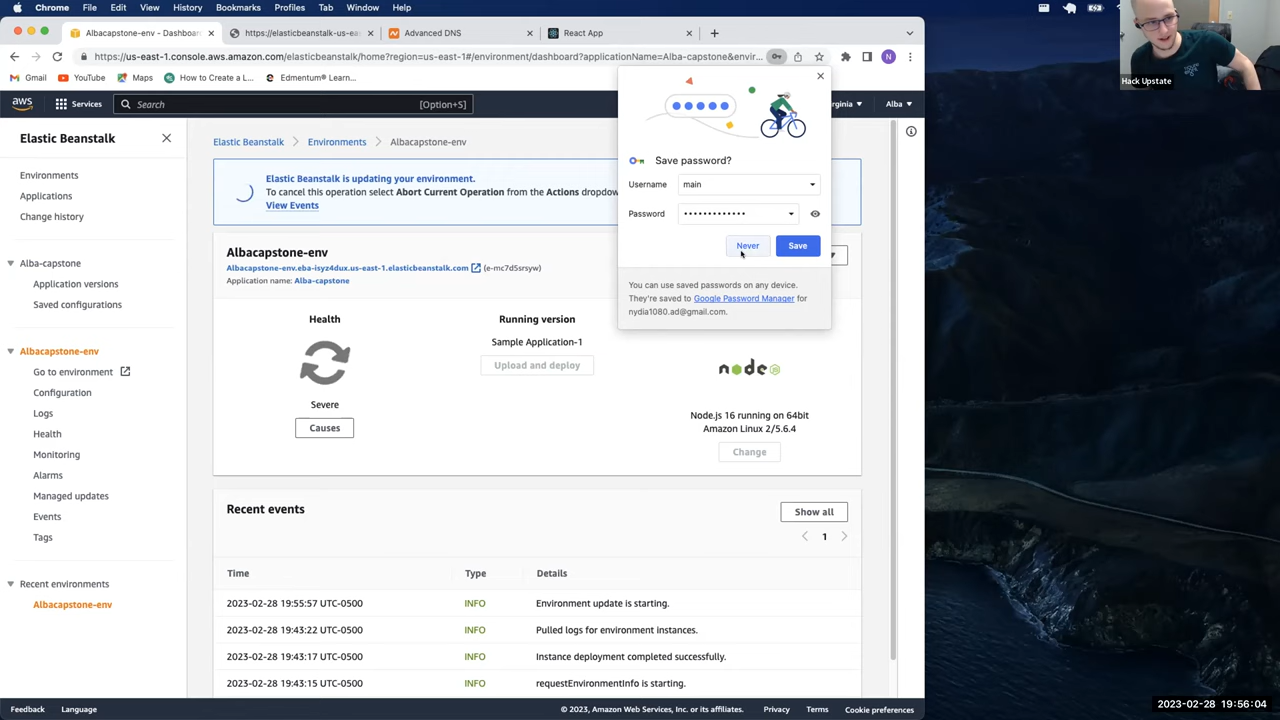 Chrome File Edit View History Bookmarks Profiles Tab Window Help
Albacapstone-env - Dashboard
https://elasticbeanstalk-us-eas
Advanced DNS
React App
https://us-east-1.console.aws.amazon.com/elasticbeanstalk/home?region=us-east-1#/environment/dashboard?applicationName=Alba-capstone&envir...
N
Gmail YouTube Maps How to Create a L... Edmentum® Learn...
aws Services Search [Option+S]
rginia Alba
Hack Upstate
Elastic Beanstalk
Environments
Applications
Change history
Alba-capstone
Application versions
Saved configurations
Albacapstone-env
Go to environment
Configuration
Logs
Health
Monitoring
Alarms
Managed updates
Events
Tags
Recent environments
Albacapstone-env
Elastic Beanstalk > Environments > Albacapstone-env
Elastic Beanstalk is updating your environment.
To cancel this operation select Abort Current Operation from the Actions dropdow
View Events
Albacapstone-env
Albacapstone-env.eba-isyz4dux.us-east-1.elasticbeanstalk.com (e-mc7d5srsyw)
Application name: Alba-capstone
Health
Severe
Causes
Running version
Sample Application-1
Upload and deploy
node JS
Node.js 16 running on 64bit
Amazon Linux 2/5.6.4
Change
Save password?
Username main
Password •••••••••••••
Never Save
You can use saved passwords on any device.
They're saved to Google Password Manager for
nydia1080.ad@gmail.com.
Recent events
Show all
1
Time Type Details
2023-02-28 19:55:57 UTC-0500 INFO Environment update is starting.
2023-02-28 19:43:22 UTC-0500 INFO Pulled logs for environment instances.
2023-02-28 19:43:17 UTC-0500 INFO Instance deployment completed successfully.
2023-02-28 19:43:15 UTC-0500 INFO requestEnvironmentInfo is starting.
Feedback Language
© 2023, Amazon Web Services, Inc. or its affiliates. Privacy Terms Cookie preferences
2023-02-28 19:56:04